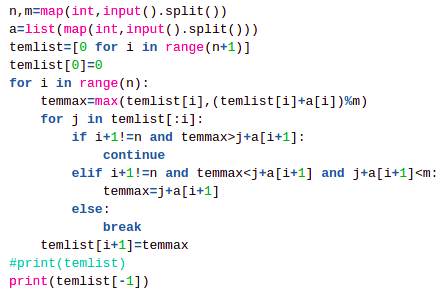 n,m=map(int,input().split())
a=list(map(int,input().split()))
temlist=[0 for i in range(n+1)]
temlist[0]=0
for i in range(n):
    temmax=max(temlist[i],(temlist[i]+a[i])%m)
    for j in temlist[:i]:
        if i+1!=n and temmax>j+a[i+1]:
            continue
        elif i+1!=n and temmax<j+a[i+1] and j+a[i+1]<m:
            temmax=j+a[i+1]
        else:
            break
    temlist[i+1]=temmax
#print(temlist)
print(temlist[-1])